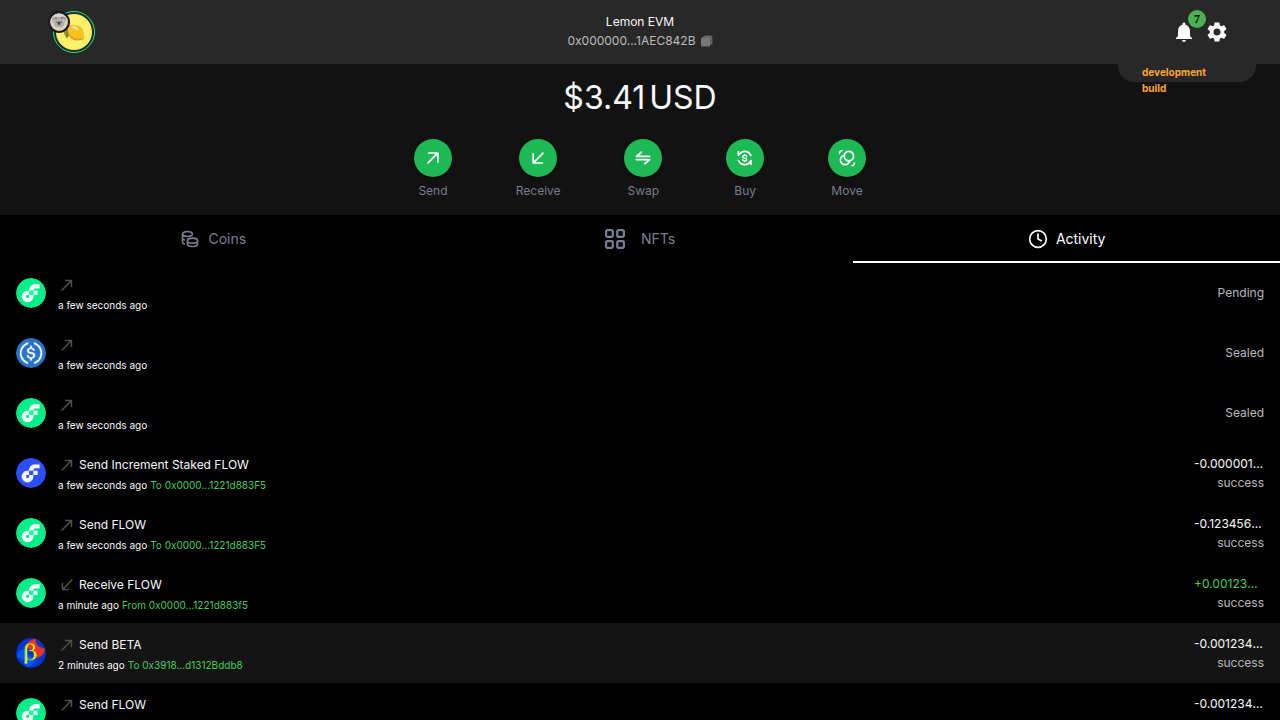 Lemon EVM
0x000000...1AEC842B
7
development
build
$3.41 USD
Send
Receive
Swap
Buy
Move
Coins
NFTs
Activity
a few seconds ago
Pending
a few seconds ago
Sealed
a few seconds ago
Sealed
Send Increment Staked FLOW
-0.000001...
a few seconds ago To 0x0000...1221d883F5
success
Send FLOW
-0.123456...
a few seconds ago To 0x0000...1221d883F5
success
Receive FLOW
+0.00123...
a minute ago From 0x0000...1221d883f5
success
Send BETA
-0.001234...
2 minutes ago To 0x3918...d1312Bddb8
success
Send FLOW
-0.001234...